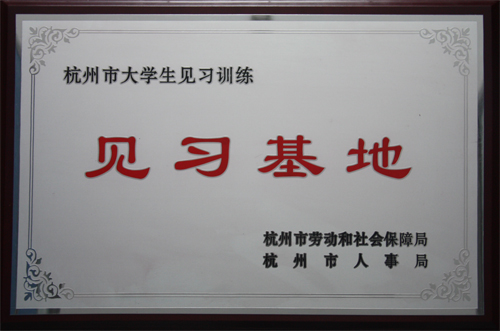 杭州市大学生见习训练
见习基地
杭州市劳动和社会保障局
杭州市人事局